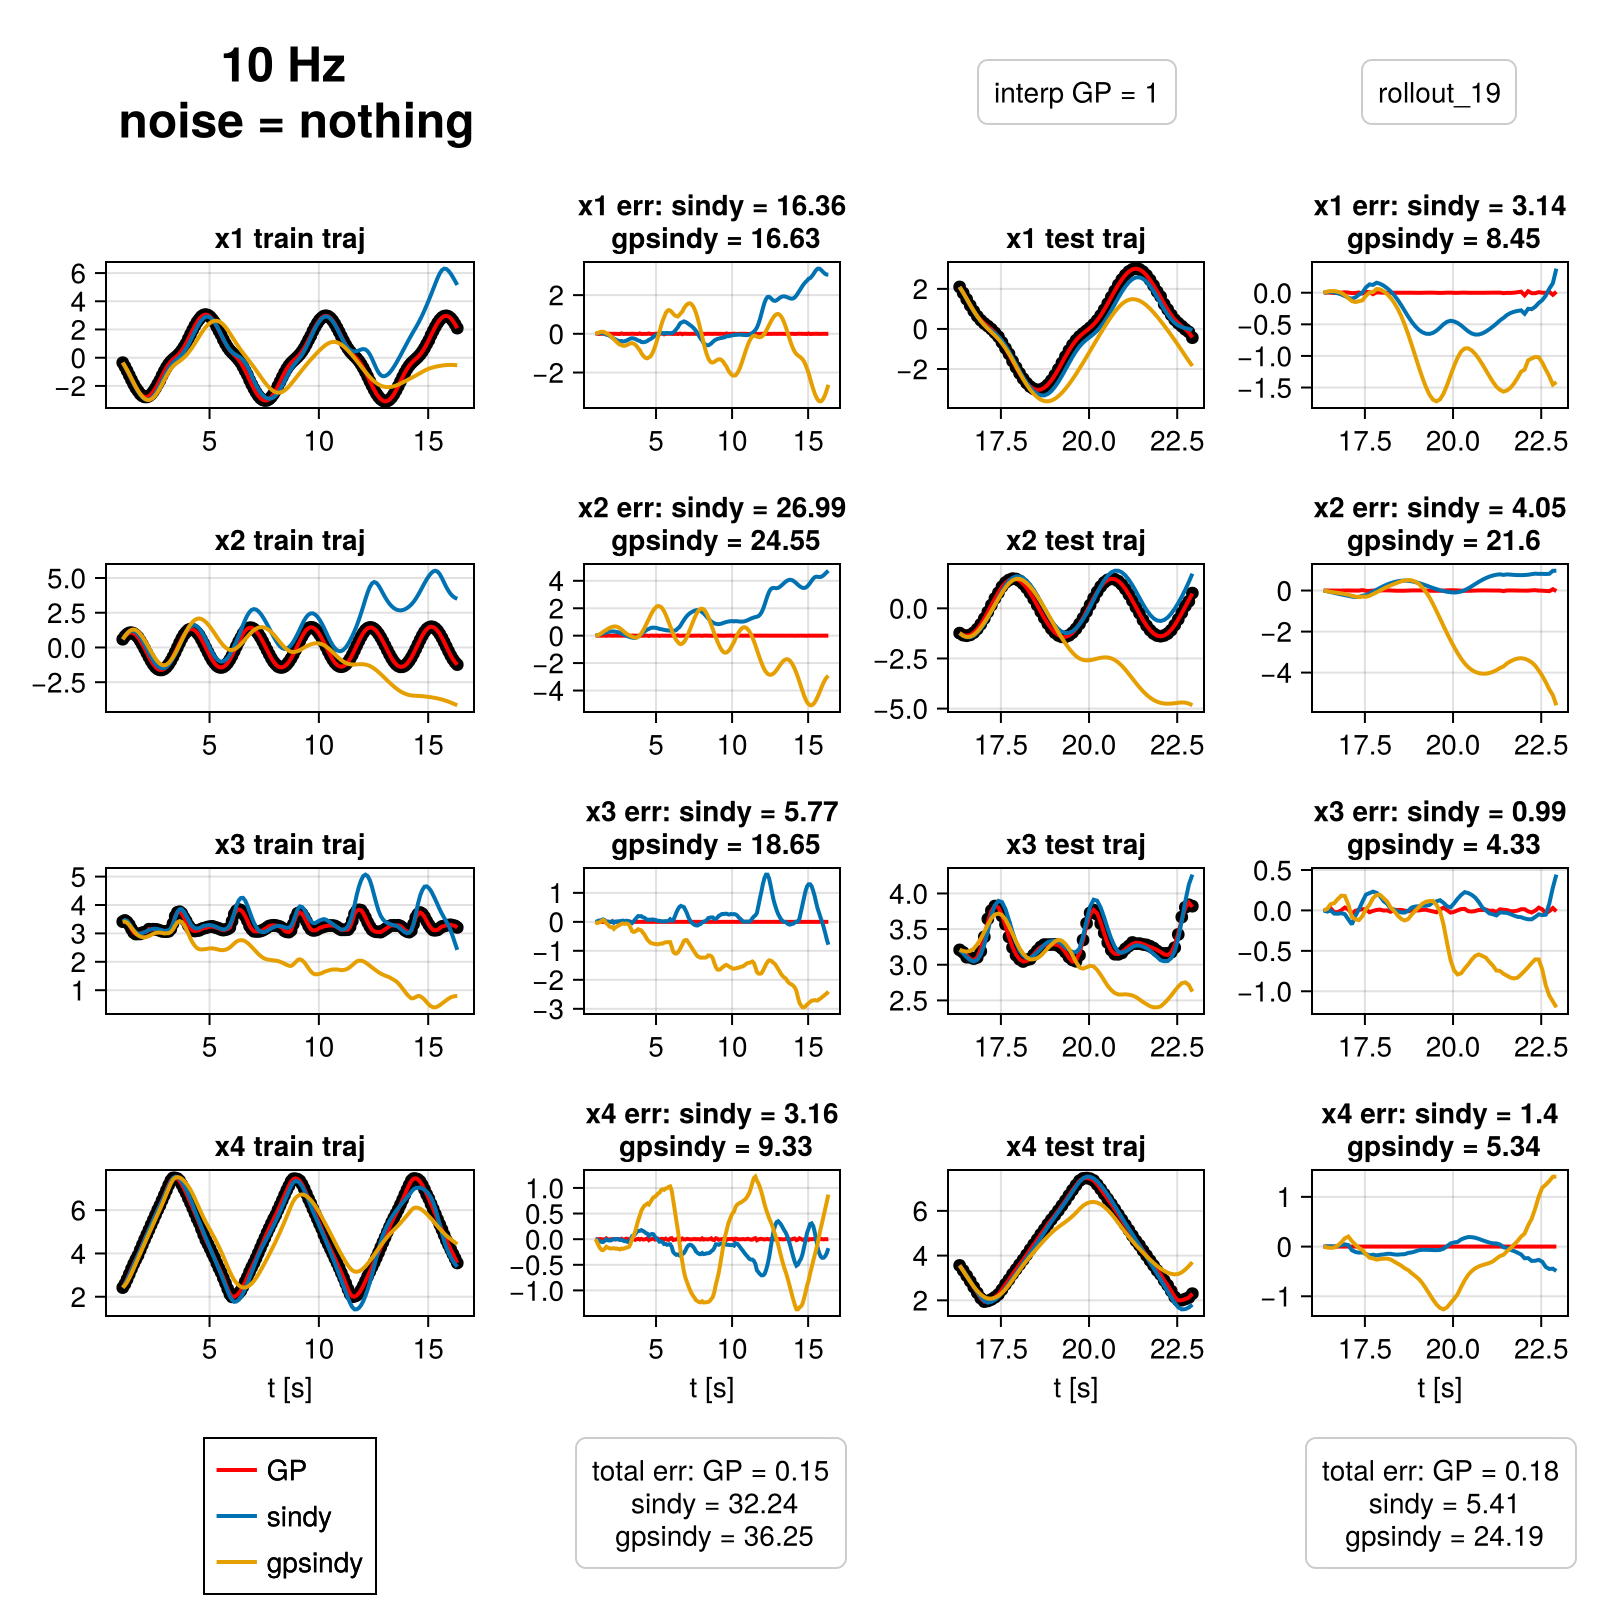 10 Hz
noise = nothing
interp GP = 1
rollout_19
x1 train traj
6
4
2
0
−2
5
10
15
x1 err: sindy = 16.36
gpsindy = 16.63
2
0
−2
5
10
15
x1 test traj
2
0
−2
17.5
20.0
22.5
x1 err: sindy = 3.14
gpsindy = 8.45
0.0
−0.5
−1.0
−1.5
17.5
20.0
22.5
x2 train traj
5.0
2.5
0.0
−2.5
5
10
15
x2 err: sindy = 26.99
gpsindy = 24.55
4
2
0
−2
−4
5
10
15
x2 test traj
0.0
−2.5
−5.0
17.5
20.0
22.5
x2 err: sindy = 4.05
gpsindy = 21.6
0
−2
−4
17.5
20.0
22.5
x3 train traj
5
4
3
2
1
5
10
15
x3 err: sindy = 5.77
gpsindy = 18.65
1
0
−1
−2
−3
5
10
15
x3 test traj
4.0
3.5
3.0
2.5
17.5
20.0
22.5
x3 err: sindy = 0.99
gpsindy = 4.33
0.5
0.0
−0.5
−1.0
17.5
20.0
22.5
x4 train traj
6
4
2
5
10
15
t [s]
x4 err: sindy = 3.16
gpsindy = 9.33
1.0
0.5
0.0
−0.5
−1.0
5
10
15
t [s]
x4 test traj
6
4
2
17.5
20.0
22.5
t [s]
x4 err: sindy = 1.4
gpsindy = 5.34
1
0
−1
17.5
20.0
22.5
t [s]
GP
sindy
gpsindy
total err: GP = 0.15
sindy = 32.24
gpsindy = 36.25
total err: GP = 0.18
sindy = 5.41
gpsindy = 24.19